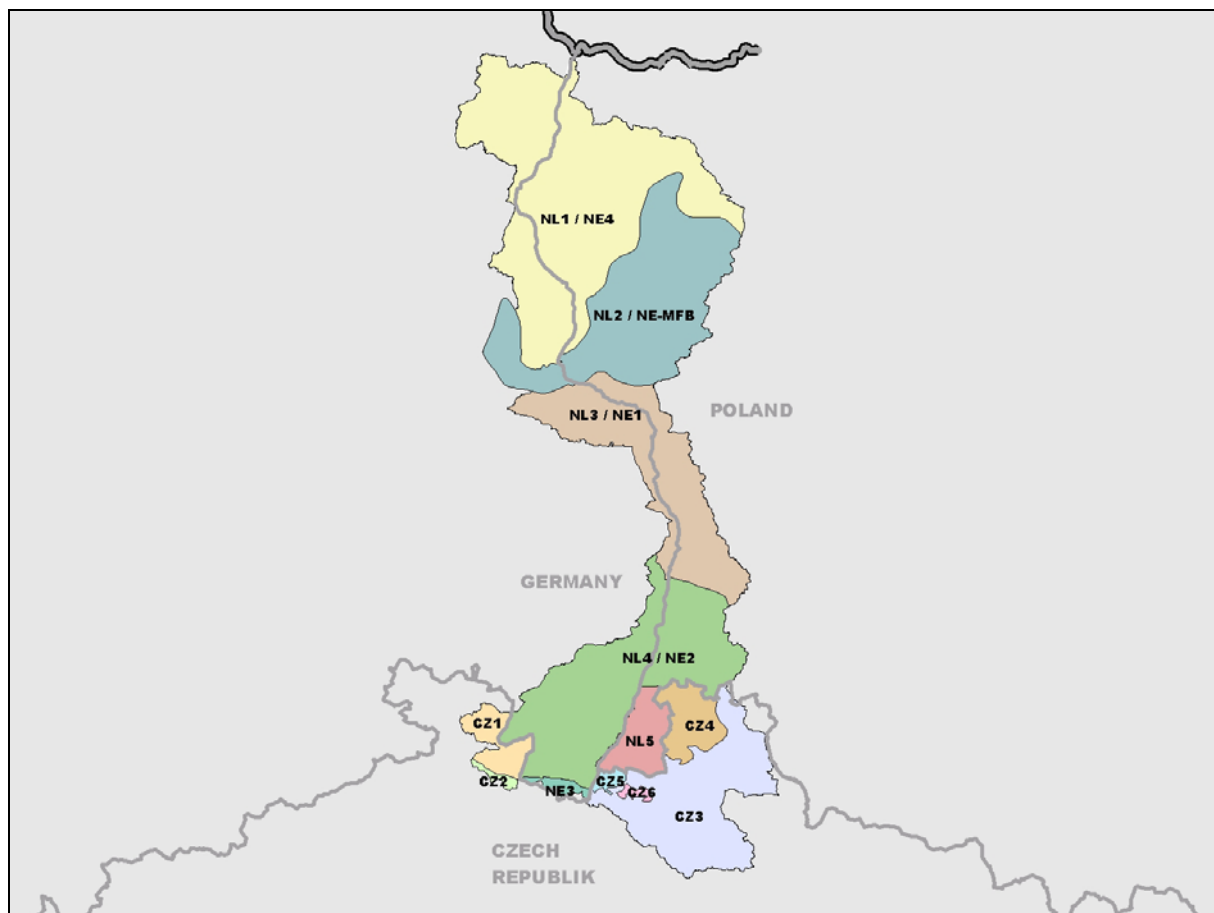 NL1 / NE4
NL2 / NE-MFB
POLAND
NL3 / NE1
GERMANY
NL4 / NE2
CZ1
CZ4
NL5
CZ2
CZ5
NE3
CZ6
CZ3
CZECH
REPUBLIK